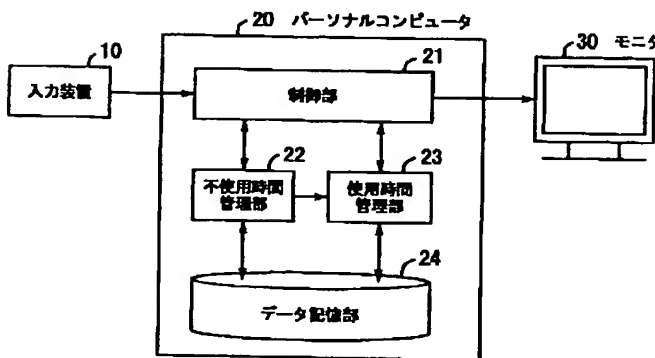 20 パーソナルコンピュータ
10
入力装置
21
制御部
30 モニタ
22
不使用時間
管理部
23
使用時間
管理部
24
データ記憶部